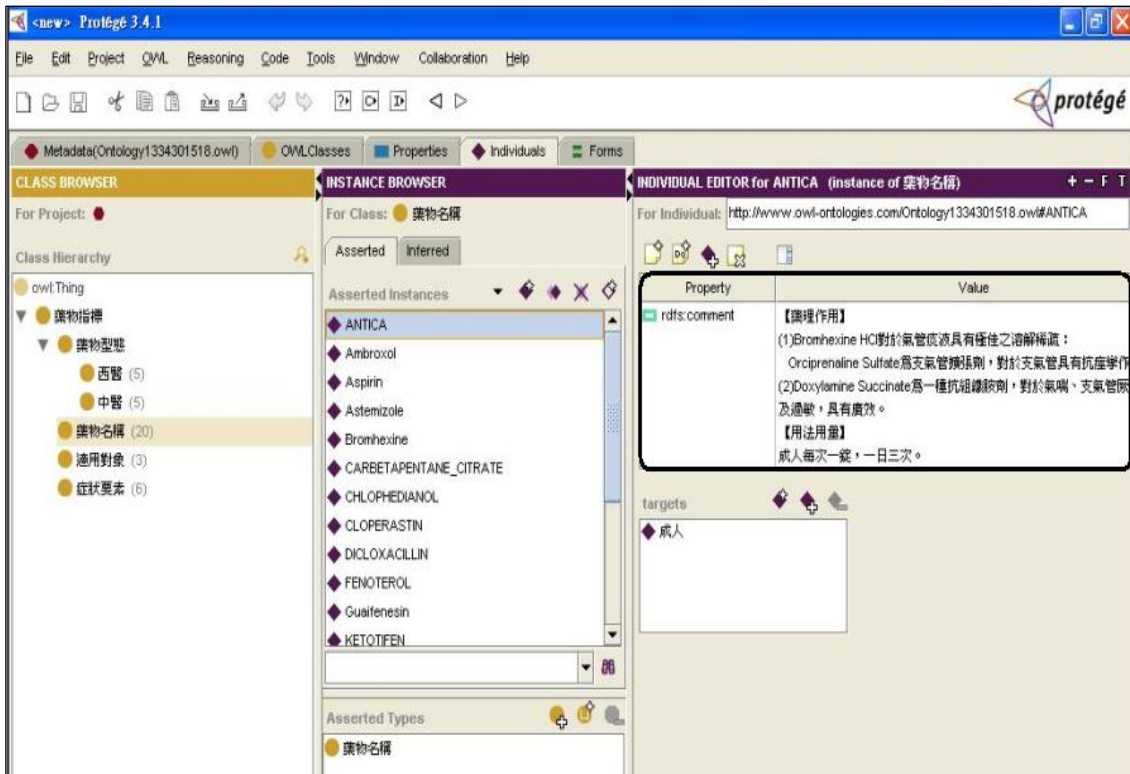 <new> Protégé 3.4.1
File Edit Project OWL Reasoning Code Tools Window Collaboration Help
protégé
Metadata(Ontology1334301518.owl) OWLClasses Properties Individuals Forms
CLASS BROWSER
For Project:
Class Hierarchy
owl:Thing
藥物指標
藥物型態
西醫 (5)
中醫 (5)
藥物名稱 (20)
適用對象 (3)
症狀要素 (6)
INSTANCE BROWSER
For Class: 藥物名稱
Asserted Inferred
Asserted Instances
ANTICA
Ambroxol
Aspirin
Astemizole
Bromhexine
CARBETAPENTANE_CITRATE
CHLOPHEDIANOL
CLOPERASTIN
DICLOXACILLIN
FENOTEROL
Guaifenesin
KETOTIFEN
Asserted Types
藥物名稱
INDIVIDUAL EDITOR for ANTICA (instance of 藥物名稱) + - F T
For Individual: http://www.owl-ontologies.com/Ontology1334301518.owl#ANTICA
Property Value
rdfs:comment 【藥理作用】
(1)Bromhexine HCl對於氣管痰液具有極佳之溶解稀疏：
Orciprenaline Sulfate為支氣管擴張劑，對於支氣管具有抗痙攣作
(2)Doxylamine Succinate為一種抗組織胺劑，對於氣喘、支氣管
及過敏，具有廣效。
【用法用量】
成人每次一錠，一日三次。
targets
成人